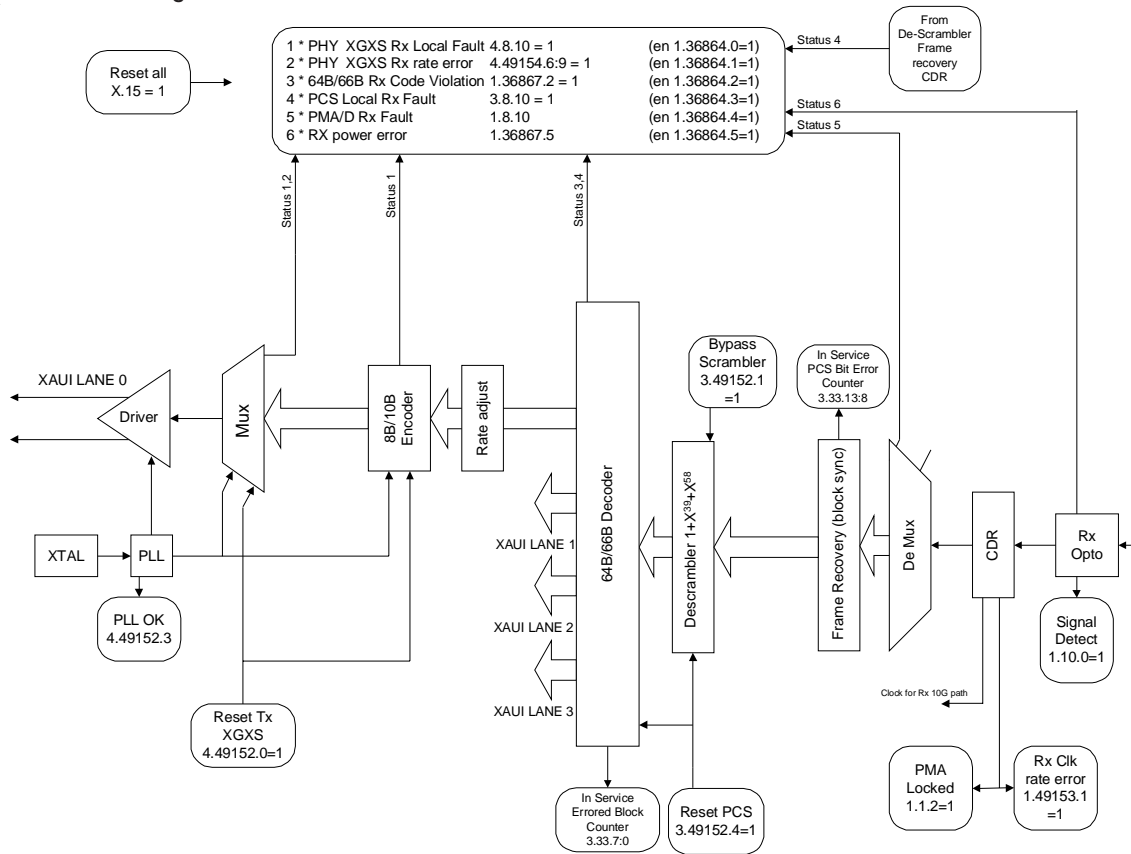 1 * PHY XGXS Rx Local Fault 4.8.10 = 1 (en 1.36864.0=1)
2 * PHY XGXS Rx rate error 4.49154.6:9 = 1 (en 1.36864.1=1)
3 * 64B/66B Rx Code Violation 1.36867.2 = 1 (en 1.36864.2=1)
4 * PCS Local Rx Fault 3.8.10 = 1 (en 1.36864.3=1)
5 * PMA/D Rx Fault 1.8.10 (en 1.36864.4=1)
6 * RX power error 1.36867.5 (en 1.36864.5=1)
Reset all
X.15 = 1
Status 4
From
De-Scrambler
Frame
recovery
CDR
Status 6
Status 5
Status 1,2
Status 1
Status 3,4
XAUI LANE 0
Driver
Mux
8B/10B
Encoder
Rate adjust
64B/66B Decoder
Bypass
Scrambler
3.49152.1
=1
In Service
PCS Bit Error
Counter
3.33.13:8
Descrambler 1+X39+X58
Frame Recovery (block sync)
De Mux
CDR
Rx
Opto
XTAL
PLL
XAUI LANE 1
XAUI LANE 2
XAUI LANE 3
PLL OK
4.49152.3
Signal
Detect
1.10.0=1
Clock for Rx 10G path
Reset Tx
XGXS
4.49152.0=1
In Service
Errored Block
Counter
3.33.7:0
Reset PCS
3.49152.4=1
PMA
Locked
1.1.2=1
Rx Clk
rate error
1.49153.1
=1